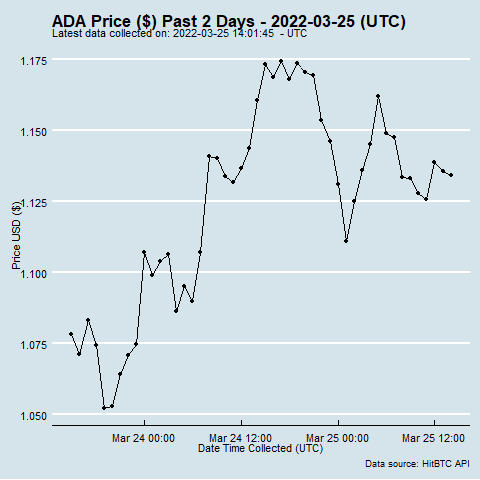 ADA Price ($) Past 2 Days - 2022-03-25 (UTC)
Latest data collected on: 2022-03-25 14:01:45  - UTC
1.175
1.150
1.125
1.100
1.075
1.050
Price USD ($)
Mar 24 00:00 Mar 24 12:00 Mar 25 00:00 Mar 25 12:00
Date Time Collected (UTC)
Data source: HitBTC API